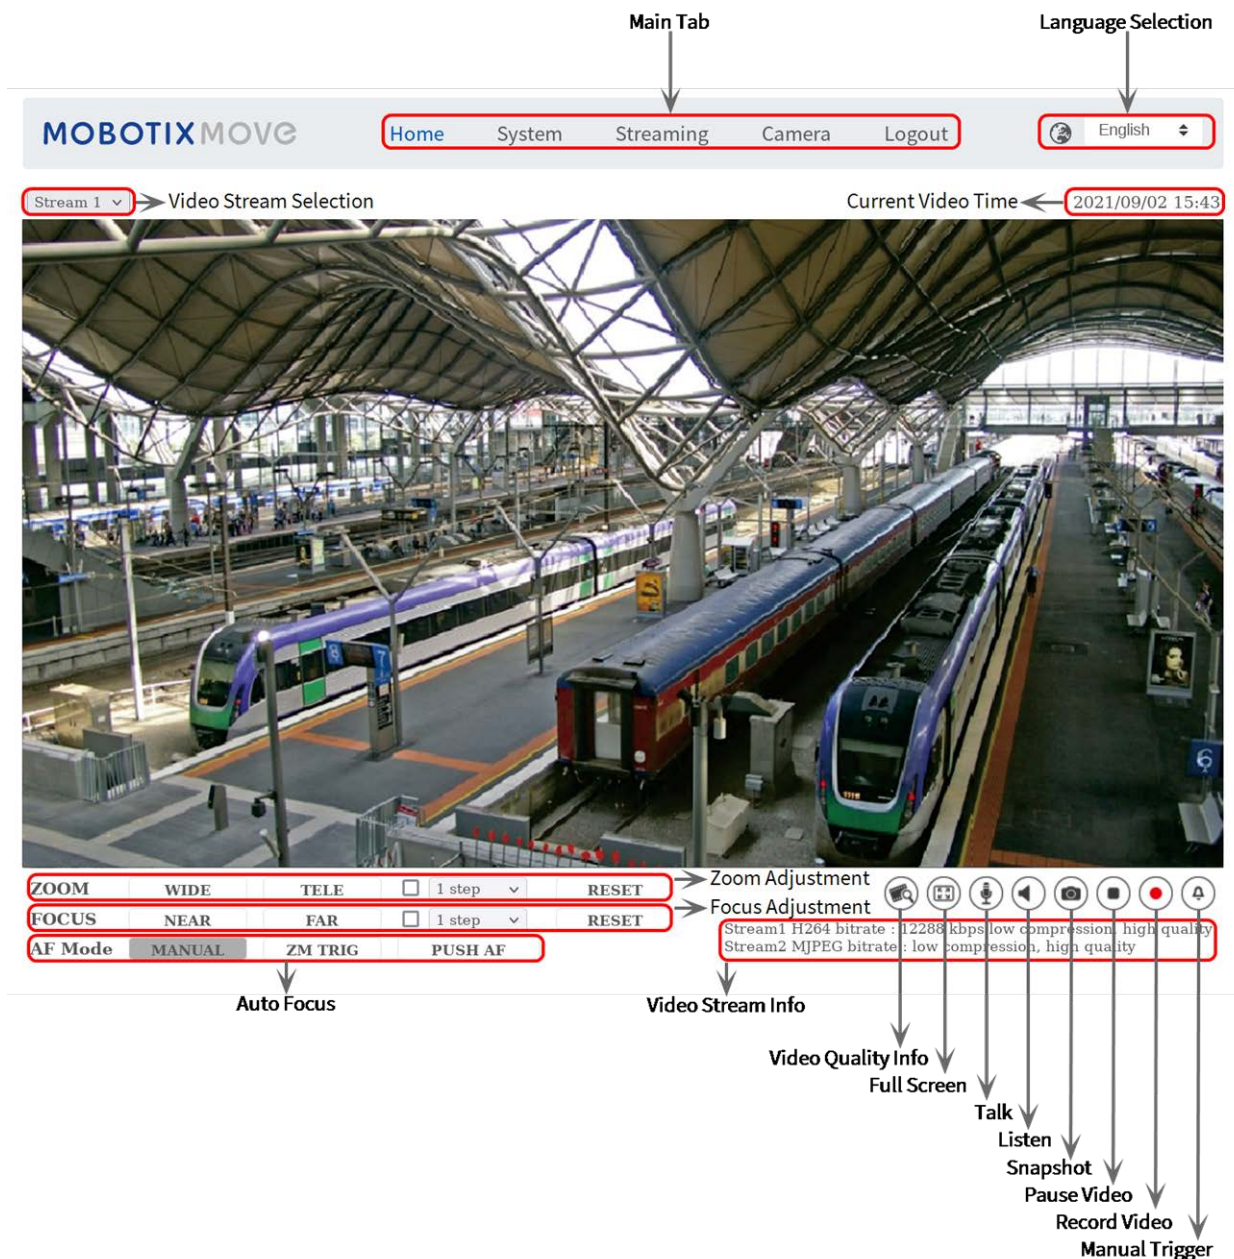 Main Tab
Language Selection
MOBOTIXMOVE
Home System Streaming Camera Logout
English
Stream 1
Video Stream Selection
Current Video Time
2021/09/02 15:43
8 7
6
ZOOM WIDE TELE 1 step RESET
Zoom Adjustment
FOCUS NEAR FAR 1 step RESET
Focus Adjustment
AF Mode MANUAL ZM TRIG PUSH AF
Stream1 H264 bitrate : 12288 kbps low compression, high quality
Stream2 MJPEG bitrate : low compression, high quality
Auto Focus
Video Stream Info
Video Quality Info
Full Screen
Talk
Listen
Snapshot
Pause Video
Record Video
Manual Trigger